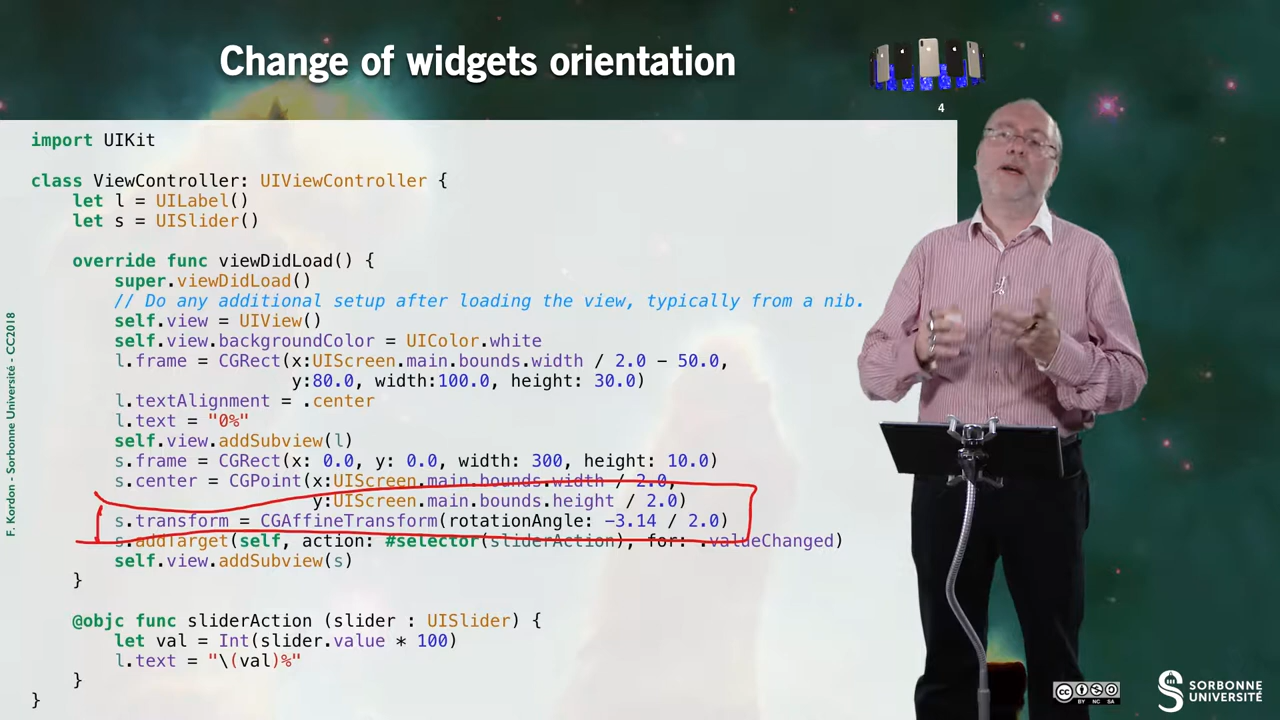 Change of widgets orientation
4
import UIKit
class ViewController: UIViewController {
let l = UILabel()
let s = UISlider()
override func viewDidLoad() {
super.viewDidLoad()
// Do any additional setup after loading the view, typically from a nib.
self.view = UIView()
self.view.backgroundColor = UIColor.white
l.frame = CGRect(x:UIScreen.main.bounds.width / 2.0 − 50.0,
y:80.0, width:100.0, height: 30.0)
l.textAlignment = .center
l.text = "0%"
self.view.addSubview(l)
s.frame = CGRect(x: 0.0, y: 0.0, width: 300, height: 10.0)
s.center = CGPoint(x:UIScreen.main.bounds.width / 2.0,
y:UIScreen.main.bounds.height / 2.0)
s.transform = CGAffineTransform(rotationAngle: −3.14 / 2.0)
s.addTarget(self, action: #selector(sliderAction), for: .valueChanged)
self.view.addSubview(s)
}
@objc func sliderAction (slider : UISlider) {
let val = Int(slider.value * 100)
l.text = "\(val)%"
}
}
F. Kordon - Sorbonne Université - CC2018
CC BY NC SA
SORBONNE
UNIVERSITÉ